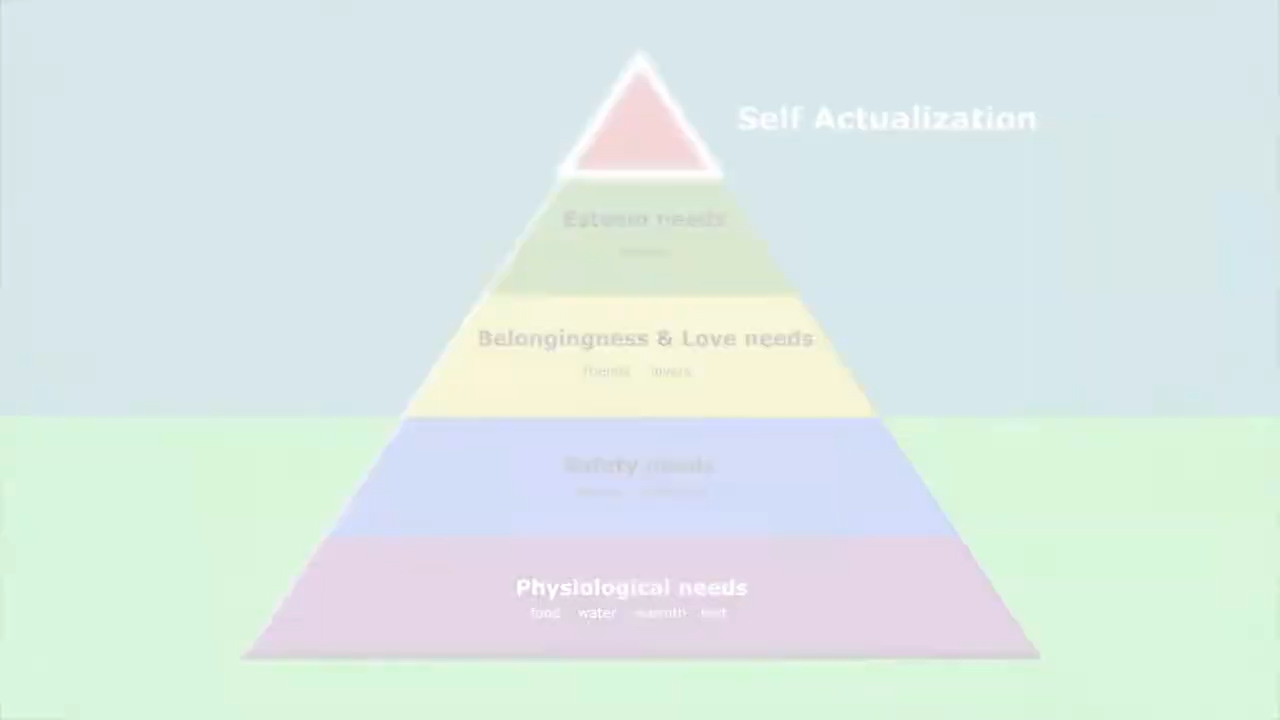 Self Actualization
Esteem needs
Belongingness & Love needs
friends lovers
Safety needs
Physiological needs
food water warmth rest